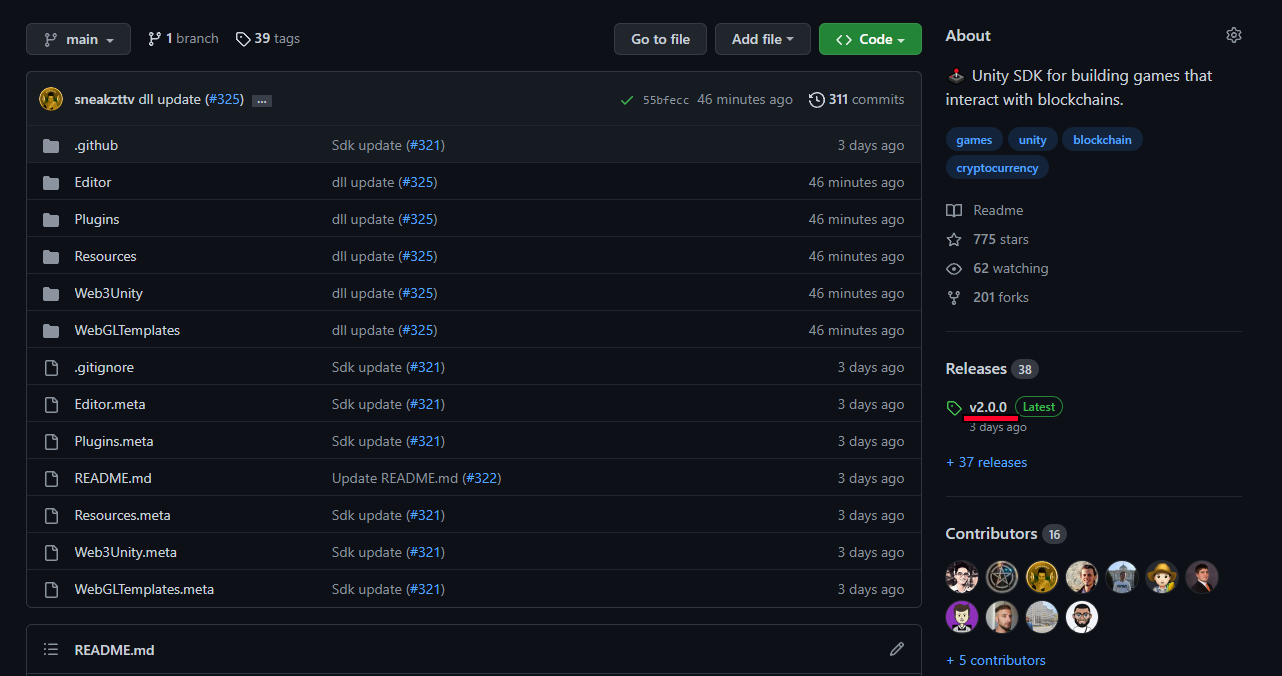 main
1 branch
39 tags
Go to file
Add file
Code
sneakzttv dll update (#325) ...
55bfecc 46 minutes ago
311 commits
.github Sdk update (#321) 3 days ago
Editor dll update (#325) 46 minutes ago
Plugins dll update (#325) 46 minutes ago
Resources dll update (#325) 46 minutes ago
Web3Unity dll update (#325) 46 minutes ago
WebGLTemplates dll update (#325) 46 minutes ago
.gitignore Sdk update (#321) 3 days ago
Editor.meta Sdk update (#321) 3 days ago
Plugins.meta Sdk update (#321) 3 days ago
README.md Update README.md (#322) 3 days ago
Resources.meta Sdk update (#321) 3 days ago
Web3Unity.meta Sdk update (#321) 3 days ago
WebGLTemplates.meta Sdk update (#321) 3 days ago
README.md
About
Unity SDK for building games that
interact with blockchains.
games unity blockchain
cryptocurrency
Readme
775 stars
62 watching
201 forks
Releases 38
v2.0.0 Latest
3 days ago
+ 37 releases
Contributors 16
+ 5 contributors